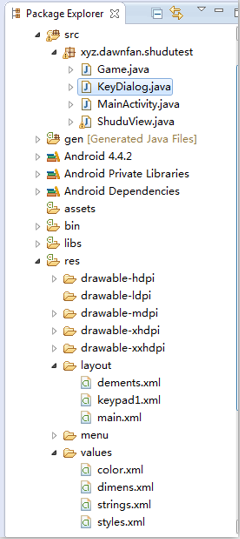 Package Explorer
src
xyz.dawnfan.shudutest
Game.java
KeyDialog.java
MainActivity.java
ShuduView.java
gen [Generated Java Files]
Android 4.4.2
Android Private Libraries
Android Dependencies
assets
bin
libs
res
drawable-hdpi
drawable-ldpi
drawable-mdpi
drawable-xhdpi
drawable-xxhdpi
layout
dements.xml
keypad1.xml
main.xml
menu
values
color.xml
dimens.xml
strings.xml
styles.xml